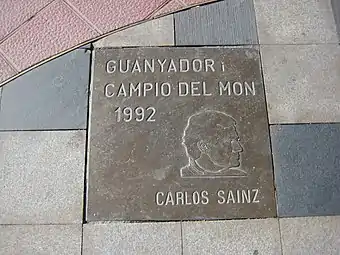 GUANYADOR i
CAMPIO DEL MON
1992
CARLOS SAINZ